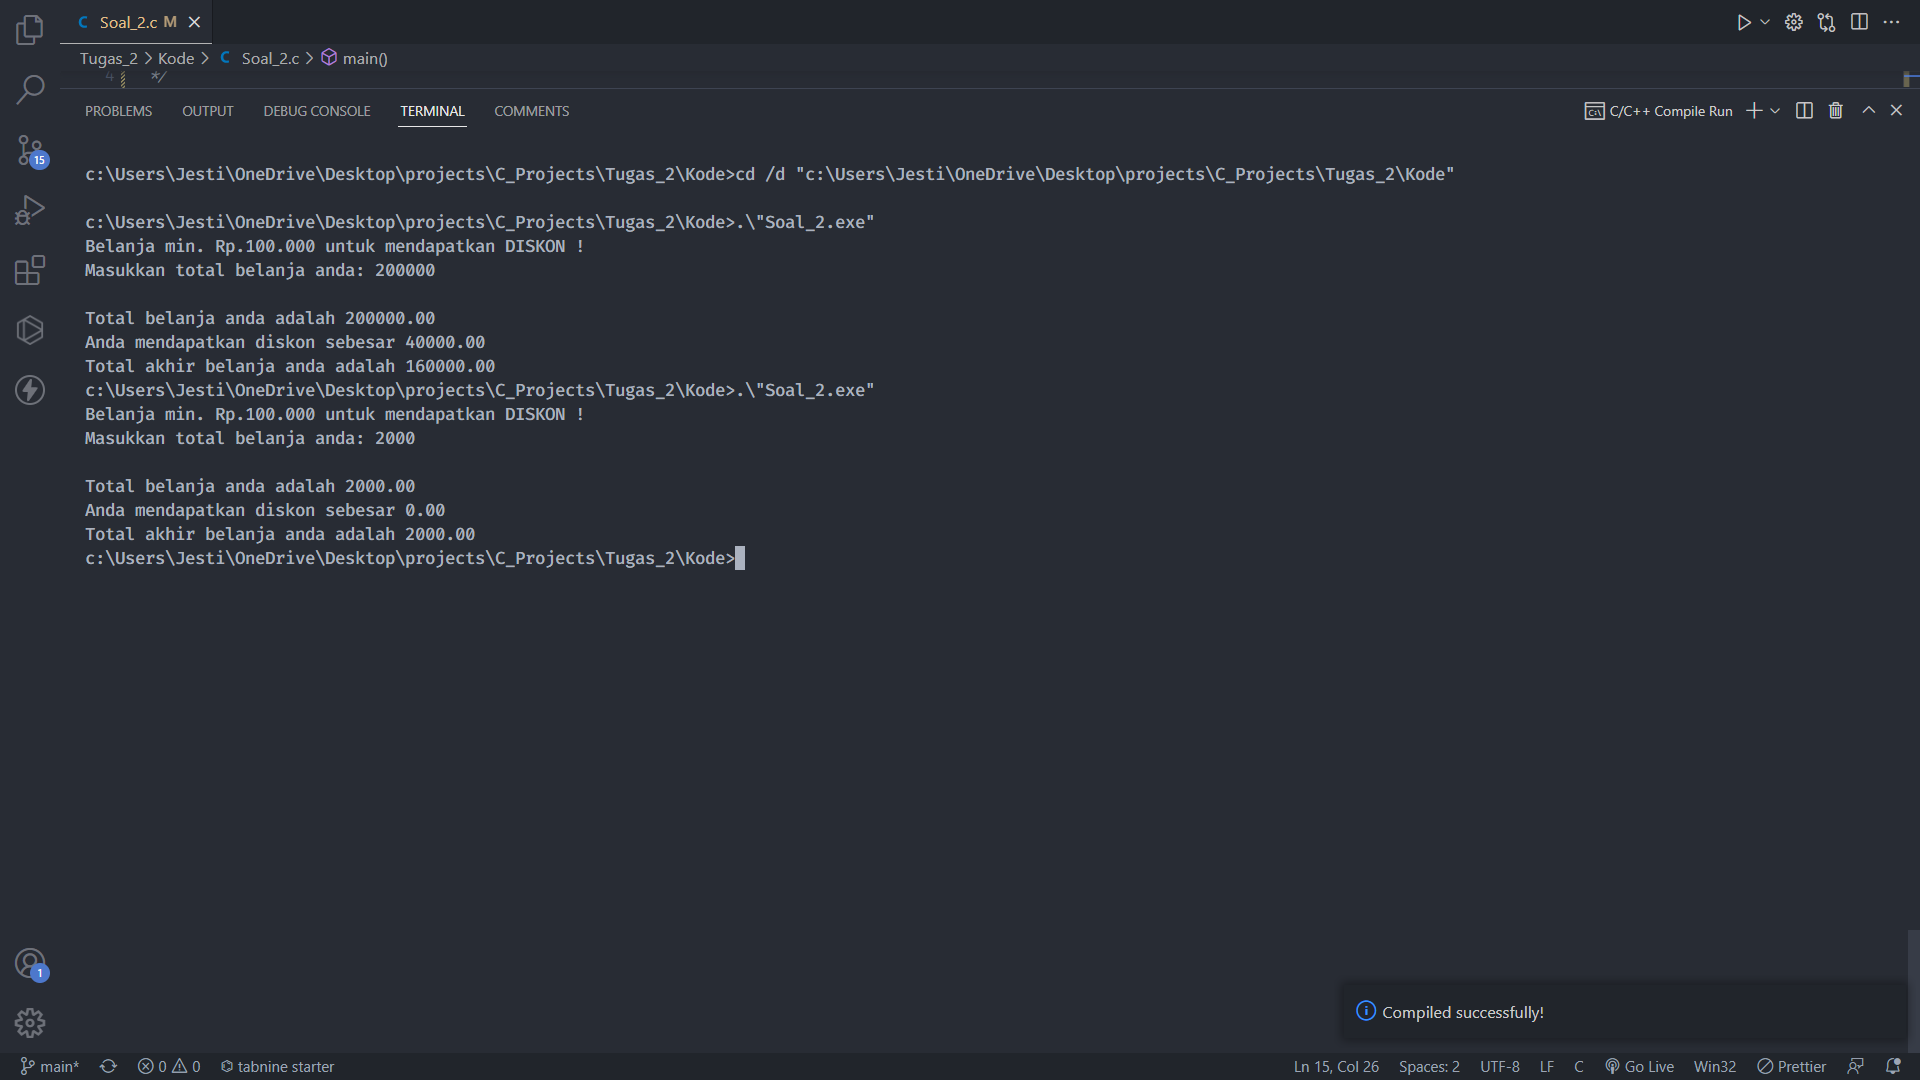 Soal_2.c M
Tugas_2 > Kode > C Soal_2.c > main()
4 */
PROBLEMS OUTPUT DEBUG CONSOLE TERMINAL COMMENTS
C/C++ Compile Run
c:\Users\Jesti\OneDrive\Desktop\projects\C_Projects\Tugas_2\Kode>cd /d "c:\Users\Jesti\OneDrive\Desktop\projects\C_Projects\Tugas_2\Kode"
c:\Users\Jesti\OneDrive\Desktop\projects\C_Projects\Tugas_2\Kode>.\"Soal_2.exe"
Belanja min. Rp.100.000 untuk mendapatkan DISKON !
Masukkan total belanja anda: 200000
Total belanja anda adalah 200000.00
Anda mendapatkan diskon sebesar 40000.00
Total akhir belanja anda adalah 160000.00
c:\Users\Jesti\OneDrive\Desktop\projects\C_Projects\Tugas_2\Kode>.\"Soal_2.exe"
Belanja min. Rp.100.000 untuk mendapatkan DISKON !
Masukkan total belanja anda: 2000
Total belanja anda adalah 2000.00
Anda mendapatkan diskon sebesar 0.00
Total akhir belanja anda adalah 2000.00
c:\Users\Jesti\OneDrive\Desktop\projects\C_Projects\Tugas_2\Kode>
15
1
Compiled successfully!
main* 0 0 tabnine starter
Ln 15, Col 26 Spaces: 2 UTF-8 LF C Go Live Win32 Prettier